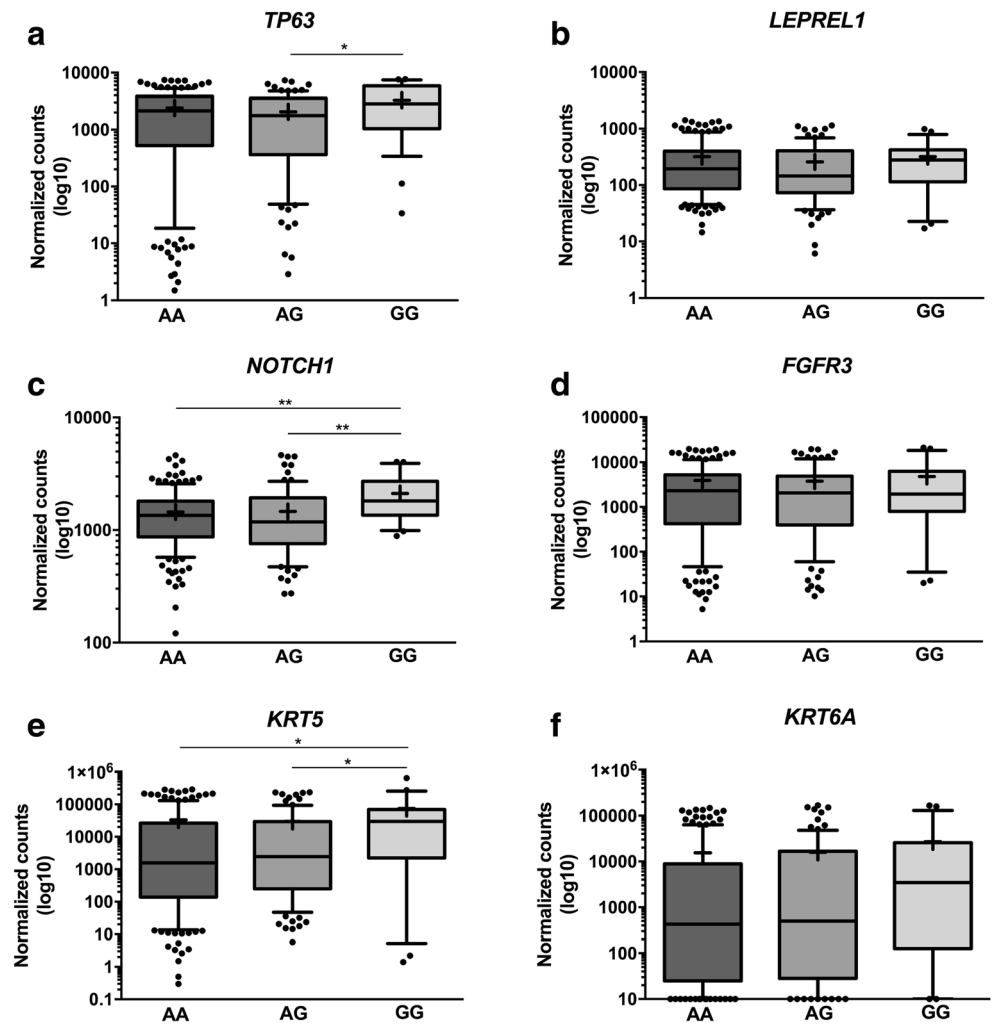 a
TP63
*
10000
1000
100
10
1
Normalized counts
(log10)
AA
AG
GG
b
LEPREL1
10000
1000
100
10
1
Normalized counts
(log10)
AA
AG
GG
c
NOTCH1
**
**
10000
1000
100
Normalized counts
(log10)
AA
AG
GG
d
FGFR3
100000
10000
1000
100
10
1
Normalized counts
(log10)
AA
AG
GG
e
KRT5
*
*
1×10⁶
100000
10000
1000
100
10
1
0.1
Normalized counts
(log10)
AA
AG
GG
f
KRT6A
1×10⁶
100000
10000
1000
100
10
Normalized counts
(log10)
AA
AG
GG